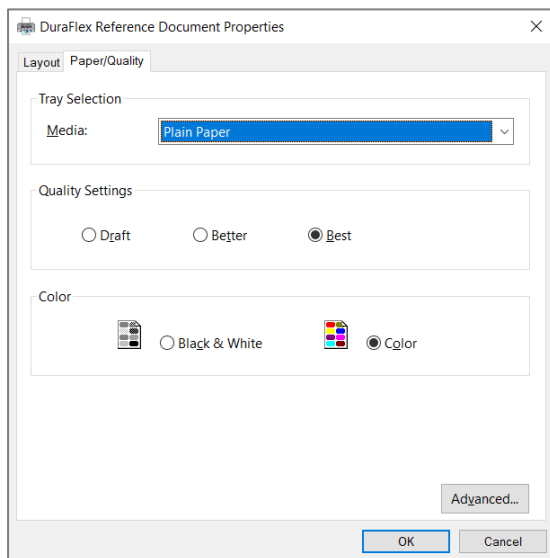 DuraFlex Reference Document Properties
Layout Paper/Quality
Tray Selection
Media: Plain Paper
Quality Settings
Draft Better Best
Color
Black & White Color
Advanced...
OK Cancel